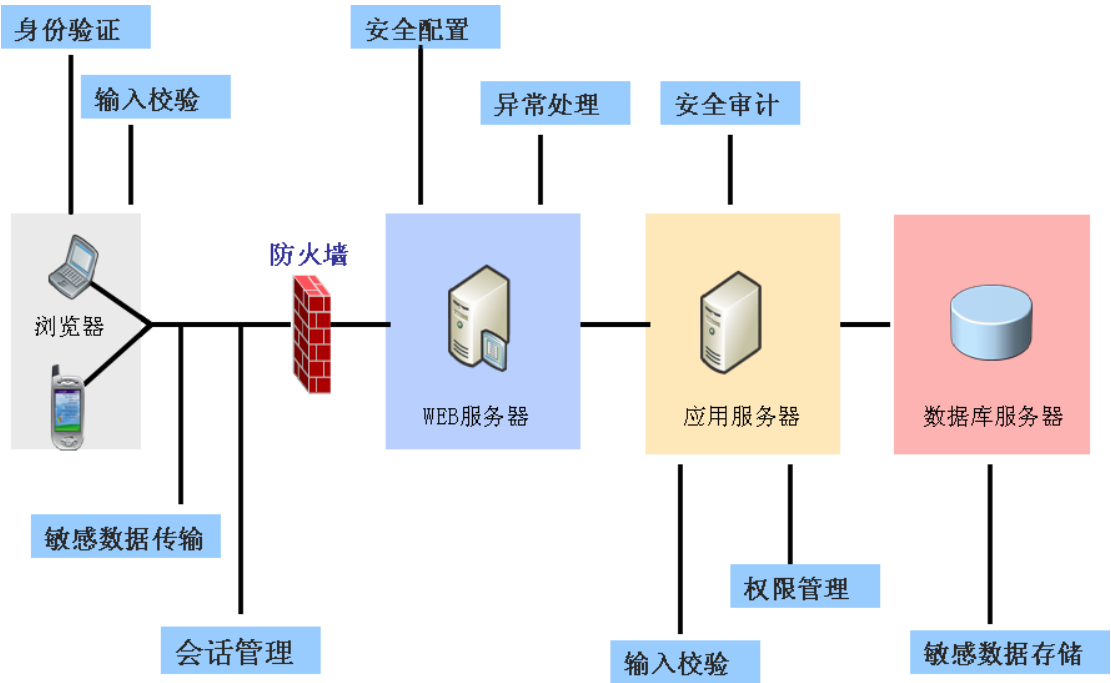 身份验证
安全配置
输入校验
异常处理
安全审计
防火墙
浏览器
WEB服务器
应用服务器
数据库服务器
敏感数据传输
权限管理
会话管理
输入校验
敏感数据存储